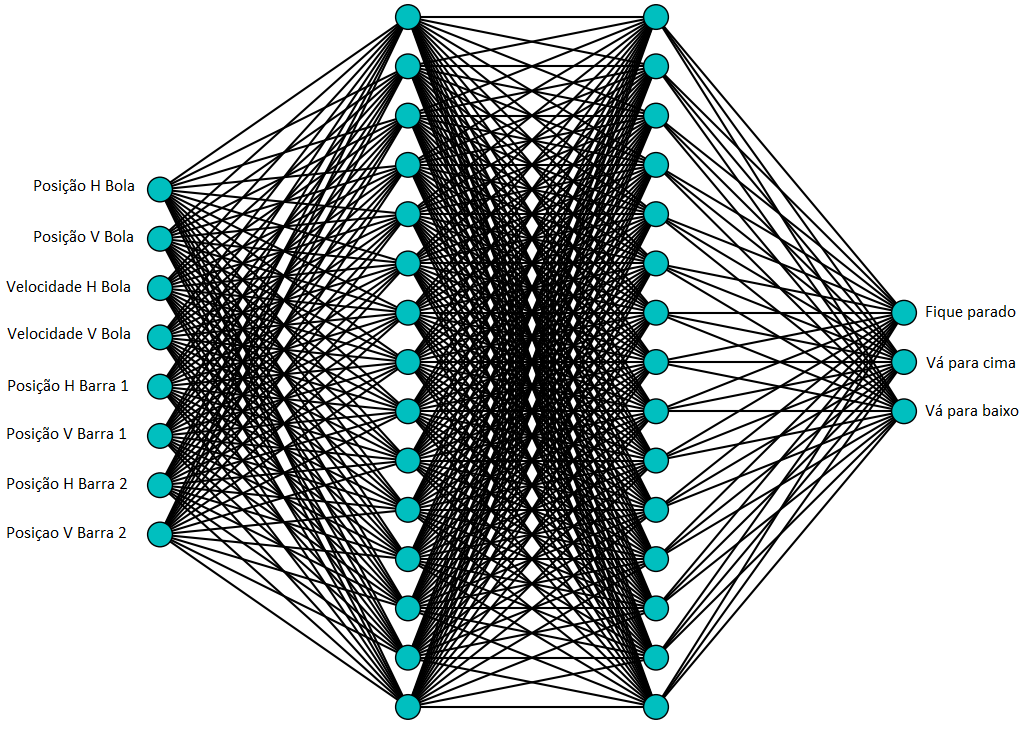 Posição H Bola
Posição V Bola
Velocidade H Bola
Velocidade V Bola
Posição H Barra 1
Posição V Barra 1
Posição H Barra 2
Posiçao V Barra 2
Fique parado
Vá para cima
Vá para baixo